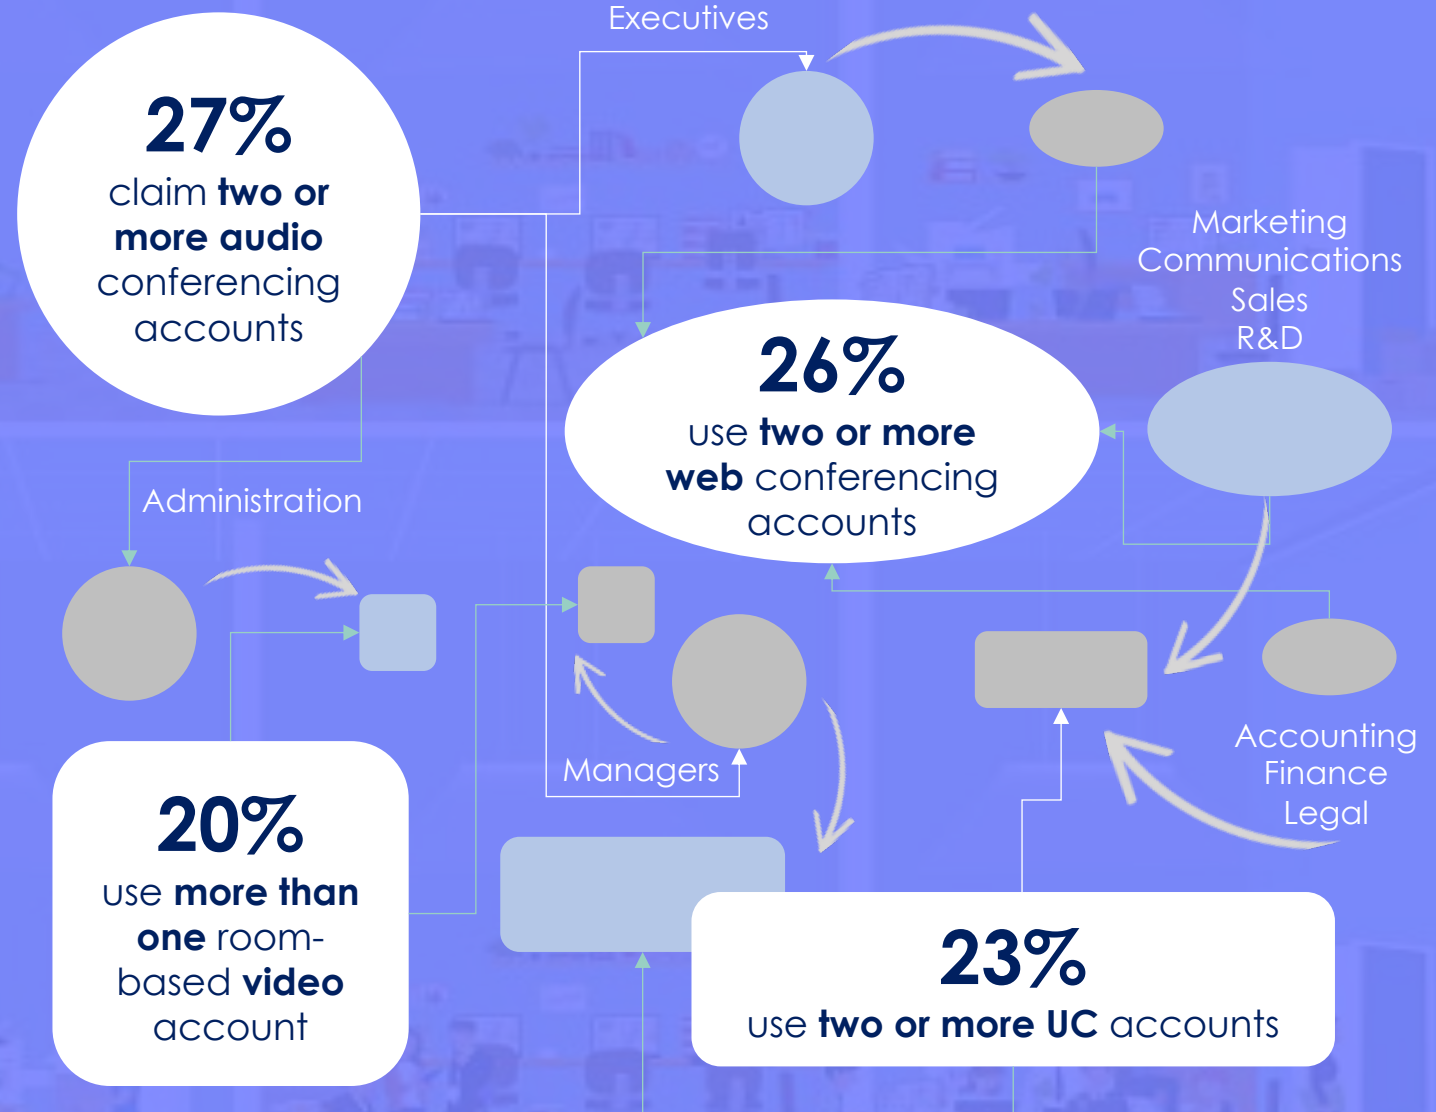 Executives
27%
claim two or
more audio
conferencing
accounts
Marketing
Communications
Sales
R&D
26%
use two or more
web conferencing
accounts
Administration
Managers
Accounting
Finance
Legal
20%
use more than
one room-
based video
account
23%
use two or more UC accounts